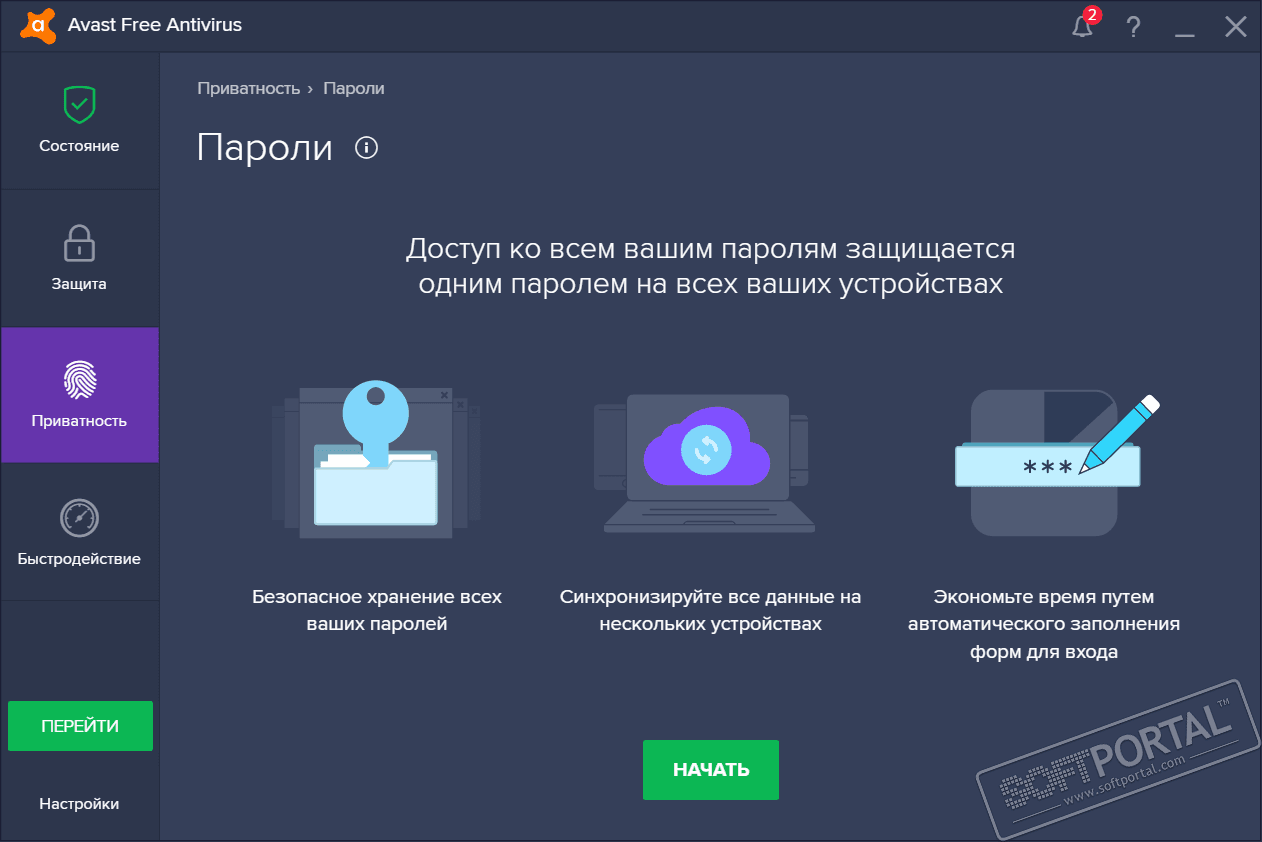 Avast Free Antivirus
2
Приватность › Пароли
Пароли
Состояние
Защита
Приватность
Быстродействие
ПЕРЕЙТИ
Настройки
Доступ ко всем вашим паролям защищается
одним паролем на всех ваших устройствах
***
Безопасное хранение всех
ваших паролей
Синхронизируйте все данные на
нескольких устройствах
Экономьте время путем
автоматического заполнения
форм для входа
НАЧАТЬ
SOFTPORTAL™
www.softportal.com